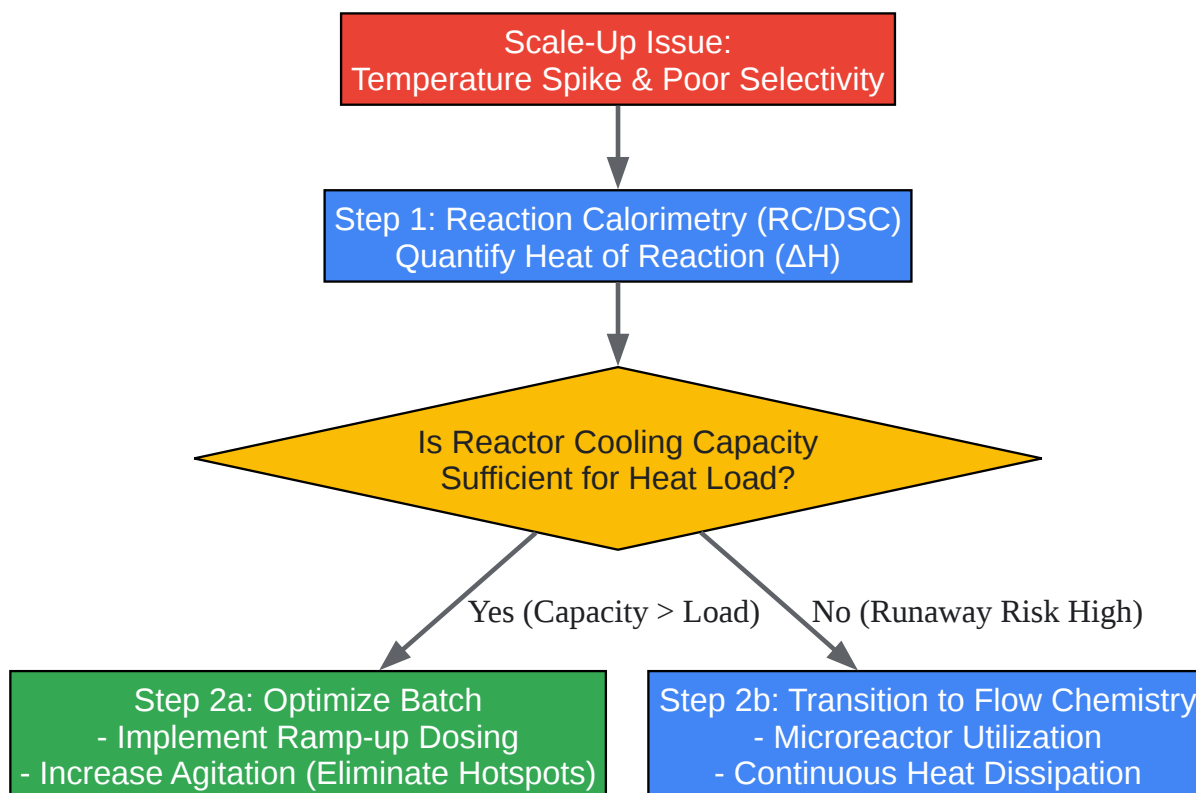 Scale-Up Issue:
Temperature Spike & Poor Selectivity
Step 1: Reaction Calorimetry (RC/DSC)
Quantify Heat of Reaction (ΔH)
Is Reactor Cooling Capacity
Sufficient for Heat Load?
Yes (Capacity > Load)
No (Runaway Risk High)
Step 2a: Optimize Batch
- Implement Ramp-up Dosing
- Increase Agitation (Eliminate Hotspots)
Step 2b: Transition to Flow Chemistry
- Microreactor Utilization
- Continuous Heat Dissipation